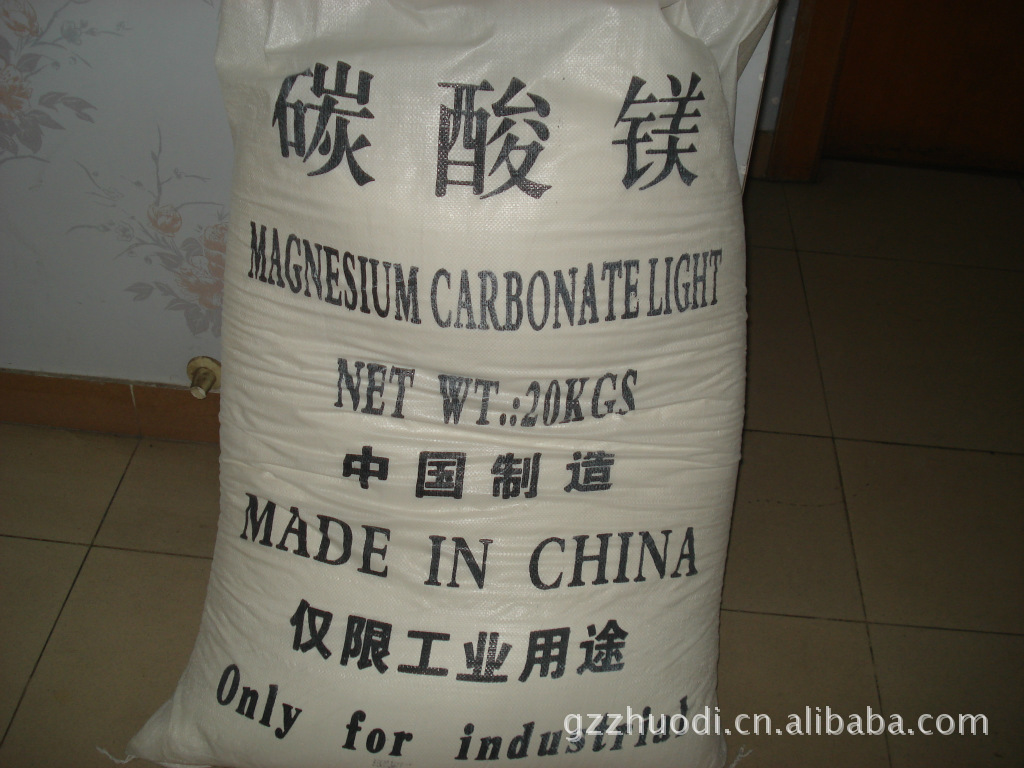 碳酸镁
MAGNESIUM CARBONATE LIGHT
NET WT.:20KGS
中国制造
MADE IN CHINA
仅限工业用途
Only for industrial
gzzhuodi.cn.alibaba.com